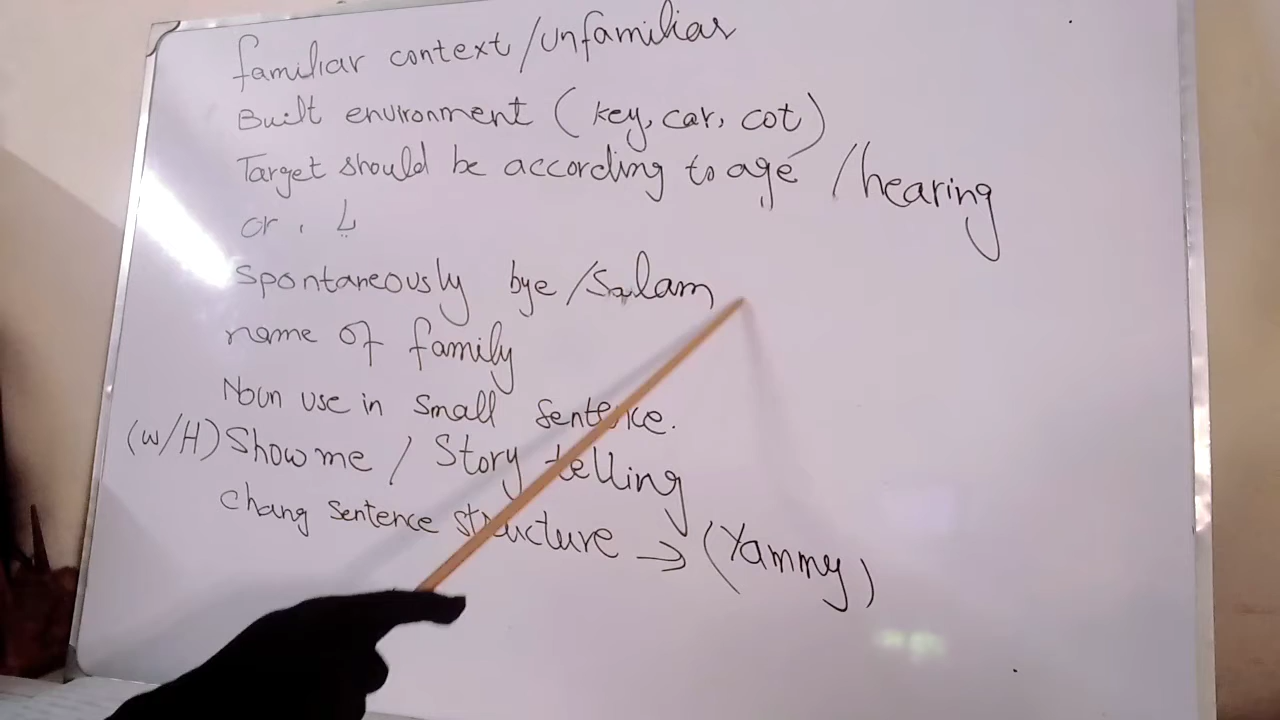 familiar context/unfamiliar
Built environment (key, car, cot)
Target should be according to age /hearing
or
Spontaneously bye/Salam
name of family
Noun use in small sentence.
(W/H) Show me / Story telling
chang sentence structure → (Yammy)